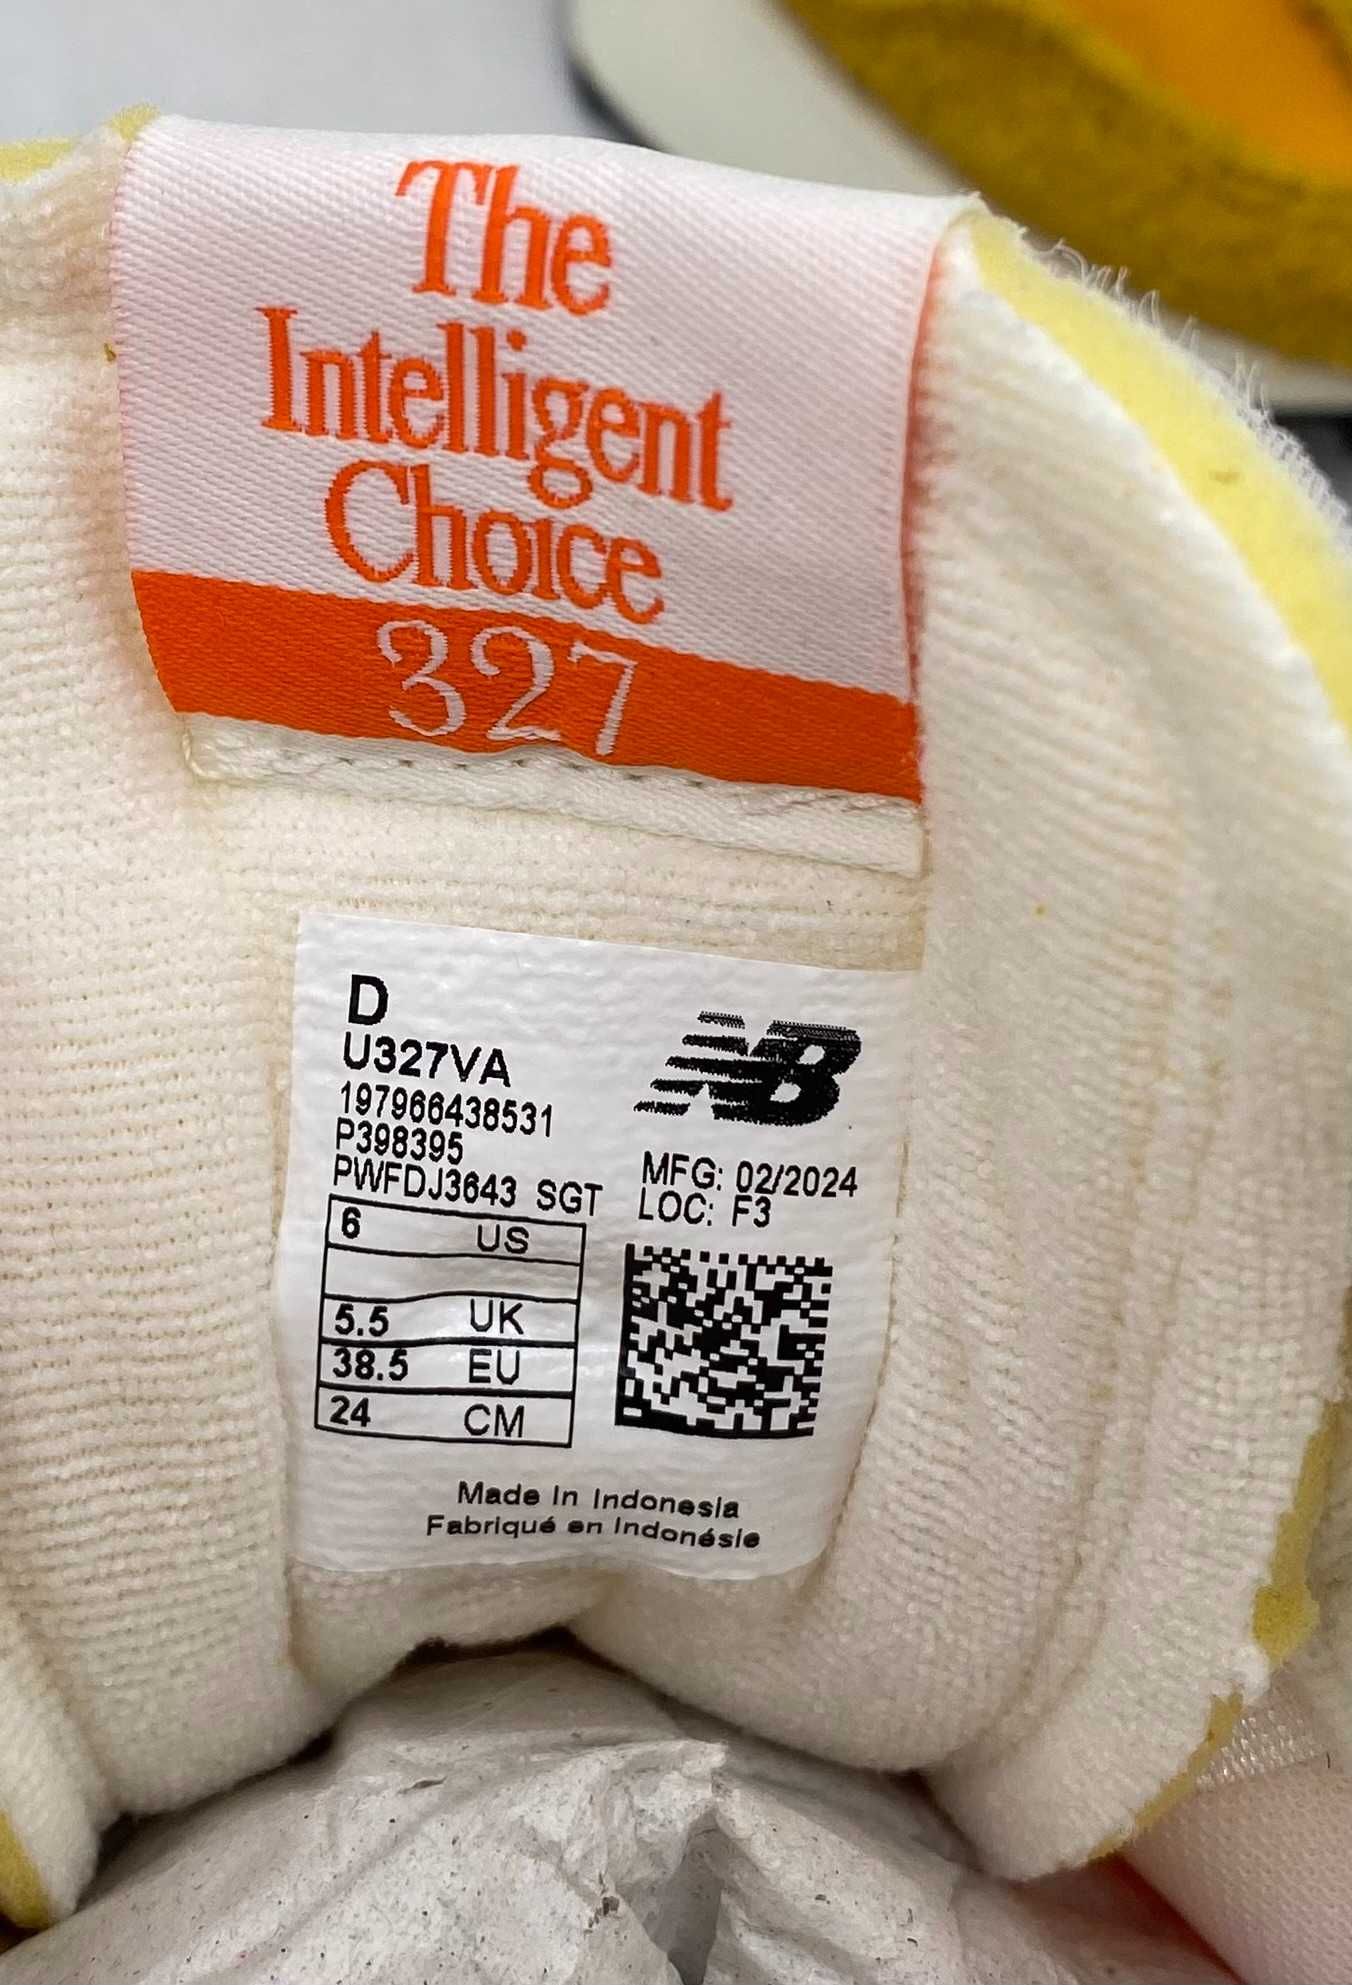 The
Intelligent
Choice
327
D
U327VA
197966438531
P398395
PWFDJ3643 SGT
NB
MFG: 02/2024
LOC: F3
6 US
5.5 UK
38.5 EU
24 CM
Made In Indonesia
Fabriqué en Indonésie